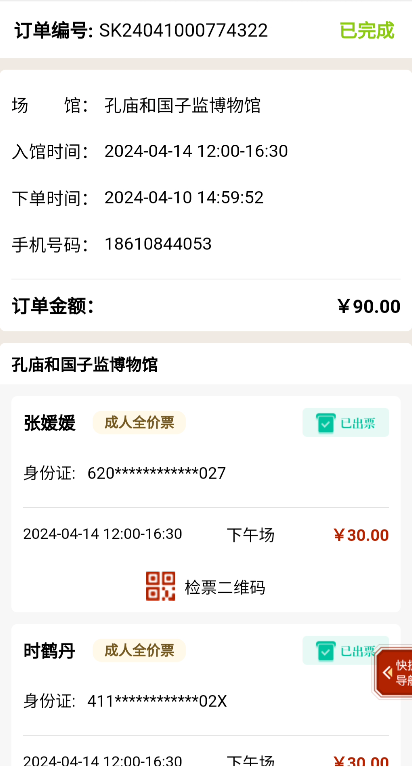 订单编号: SK24041000774322 已完成
场 馆： 孔庙和国子监博物馆
入馆时间： 2024-04-14 12:00-16:30
下单时间： 2024-04-10 14:59:52
手机号码： 18610844053
订单金额： ￥90.00
孔庙和国子监博物馆
张媛媛 成人全价票 已出票
身份证: 620************027
2024-04-14 12:00-16:30 下午场 ￥30.00
检票二维码
时鹤丹 成人全价票 已出票
快捷
导航
身份证: 411************02X
2024-04-14 12:00-16:30 下午场 ￥30.00